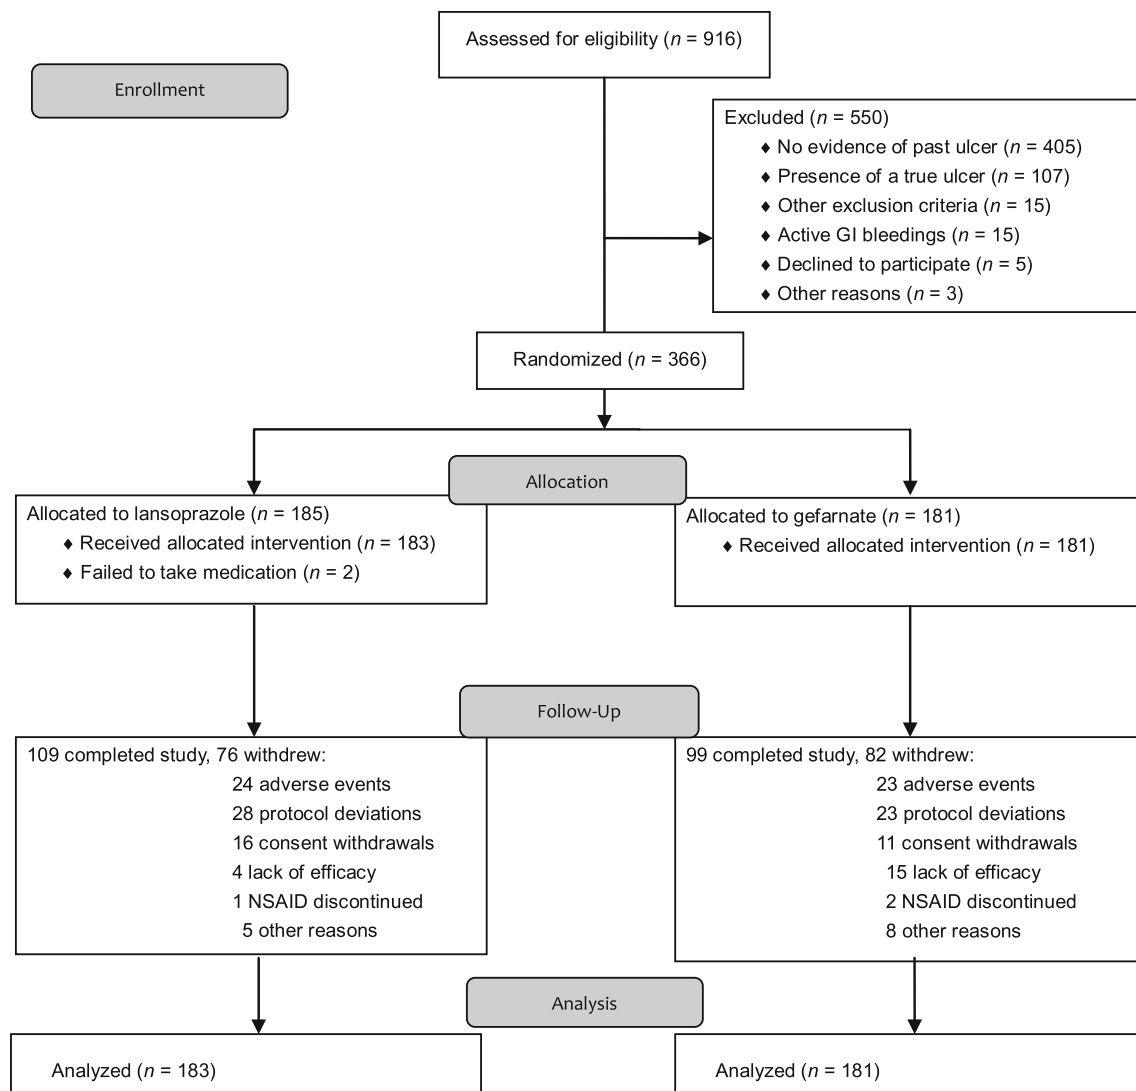 Assessed for eligibility (n = 916)
Enrollment
Excluded (n = 550)
♦ No evidence of past ulcer (n = 405)
♦ Presence of a true ulcer (n = 107)
♦ Other exclusion criteria (n = 15)
♦ Active GI bleedings (n = 15)
♦ Declined to participate (n = 5)
♦ Other reasons (n = 3)
Randomized (n = 366)
Allocation
Allocated to lansoprazole (n = 185)
♦ Received allocated intervention (n = 183)
♦ Failed to take medication (n = 2)
Allocated to gefarnate (n = 181)
♦ Received allocated intervention (n = 181)
Follow-Up
109 completed study, 76 withdrew:
24 adverse events
28 protocol deviations
16 consent withdrawals
4 lack of efficacy
1 NSAID discontinued
5 other reasons
99 completed study, 82 withdrew:
23 adverse events
23 protocol deviations
11 consent withdrawals
15 lack of efficacy
2 NSAID discontinued
8 other reasons
Analysis
Analyzed (n = 183)
Analyzed (n = 181)